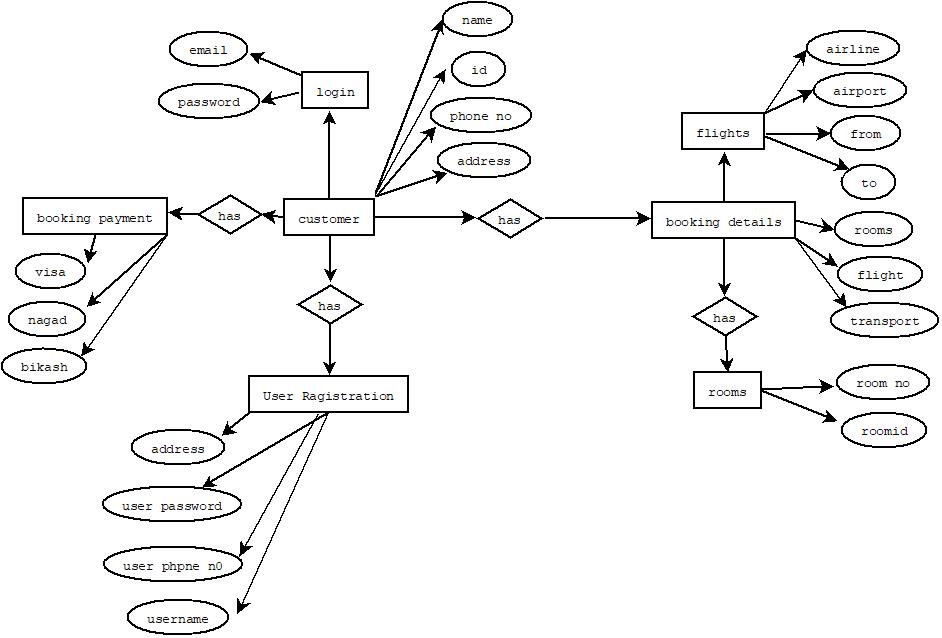 name
email
airline
id
login
airport
password
phone no
flights
from
address
to
booking payment
has
customer
has
booking details
rooms
visa
flight
has
nagad
has
transport
bikash
User Ragistration
rooms
room no
address
roomid
user password
user phpne n0
username